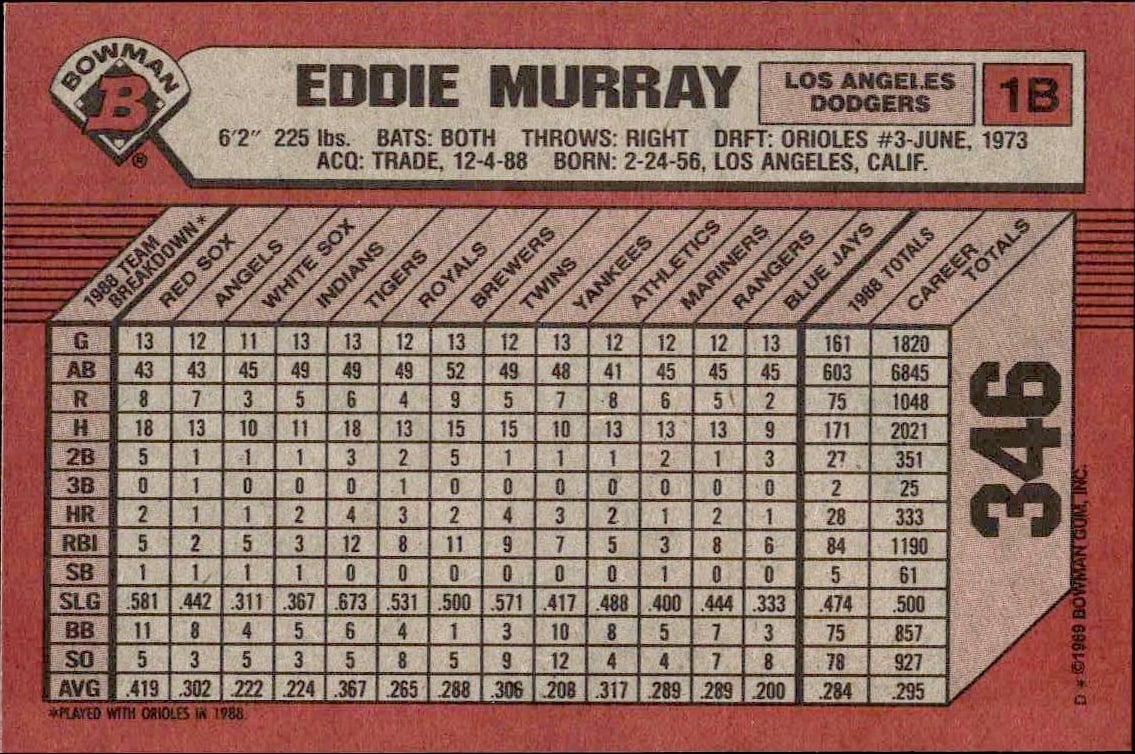 BOWMAN
B
®
EDDIE MURRAY
LOS ANGELES
DODGERS
1B
6'2" 225 lbs. BATS: BOTH THROWS: RIGHT DRFT: ORIOLES #3-JUNE, 1973
ACQ: TRADE, 12-4-88 BORN: 2-24-56, LOS ANGELES, CALIF.
1988 TEAM BREAKDOWN* RED SOX ANGELS WHITE SOX INDIANS TIGERS ROYALS BREWERS TWINS YANKEES ATHLETICS MARINERS RANGERS BLUE JAYS 1988 TOTALS CAREER TOTALS
G 13 12 11 13 13 12 13 12 13 12 12 12 13 161 1820
AB 43 43 45 49 49 49 52 49 48 41 45 45 45 603 6845
R 8 7 3 5 6 4 9 5 7 8 6 5 2 75 1048
H 18 13 10 11 18 13 15 15 10 13 13 13 9 171 2021
2B 5 1 1 1 3 2 5 1 1 1 2 1 3 27 351
3B 0 1 0 0 0 1 0 0 0 0 0 0 0 2 25
HR 2 1 1 2 4 3 2 4 3 2 1 2 1 28 333
RBI 5 2 5 3 12 8 11 9 7 5 3 8 6 84 1190
SB 1 1 1 1 0 0 0 0 0 0 1 0 0 5 61
SLG .581 .442 .311 .367 .673 .531 .500 .571 .417 .488 .400 .444 .333 .474 .500
BB 11 8 4 5 6 4 1 3 10 8 5 7 3 75 857
SO 5 3 5 3 5 8 5 9 12 4 4 7 8 78 927
AVG .419 .302 .222 .224 .367 .265 .288 .306 .208 .317 .289 .289 .200 .284 .295
346
*PLAYED WITH ORIOLES IN 1988.
D * ©1989 BOWMAN GUM, INC.